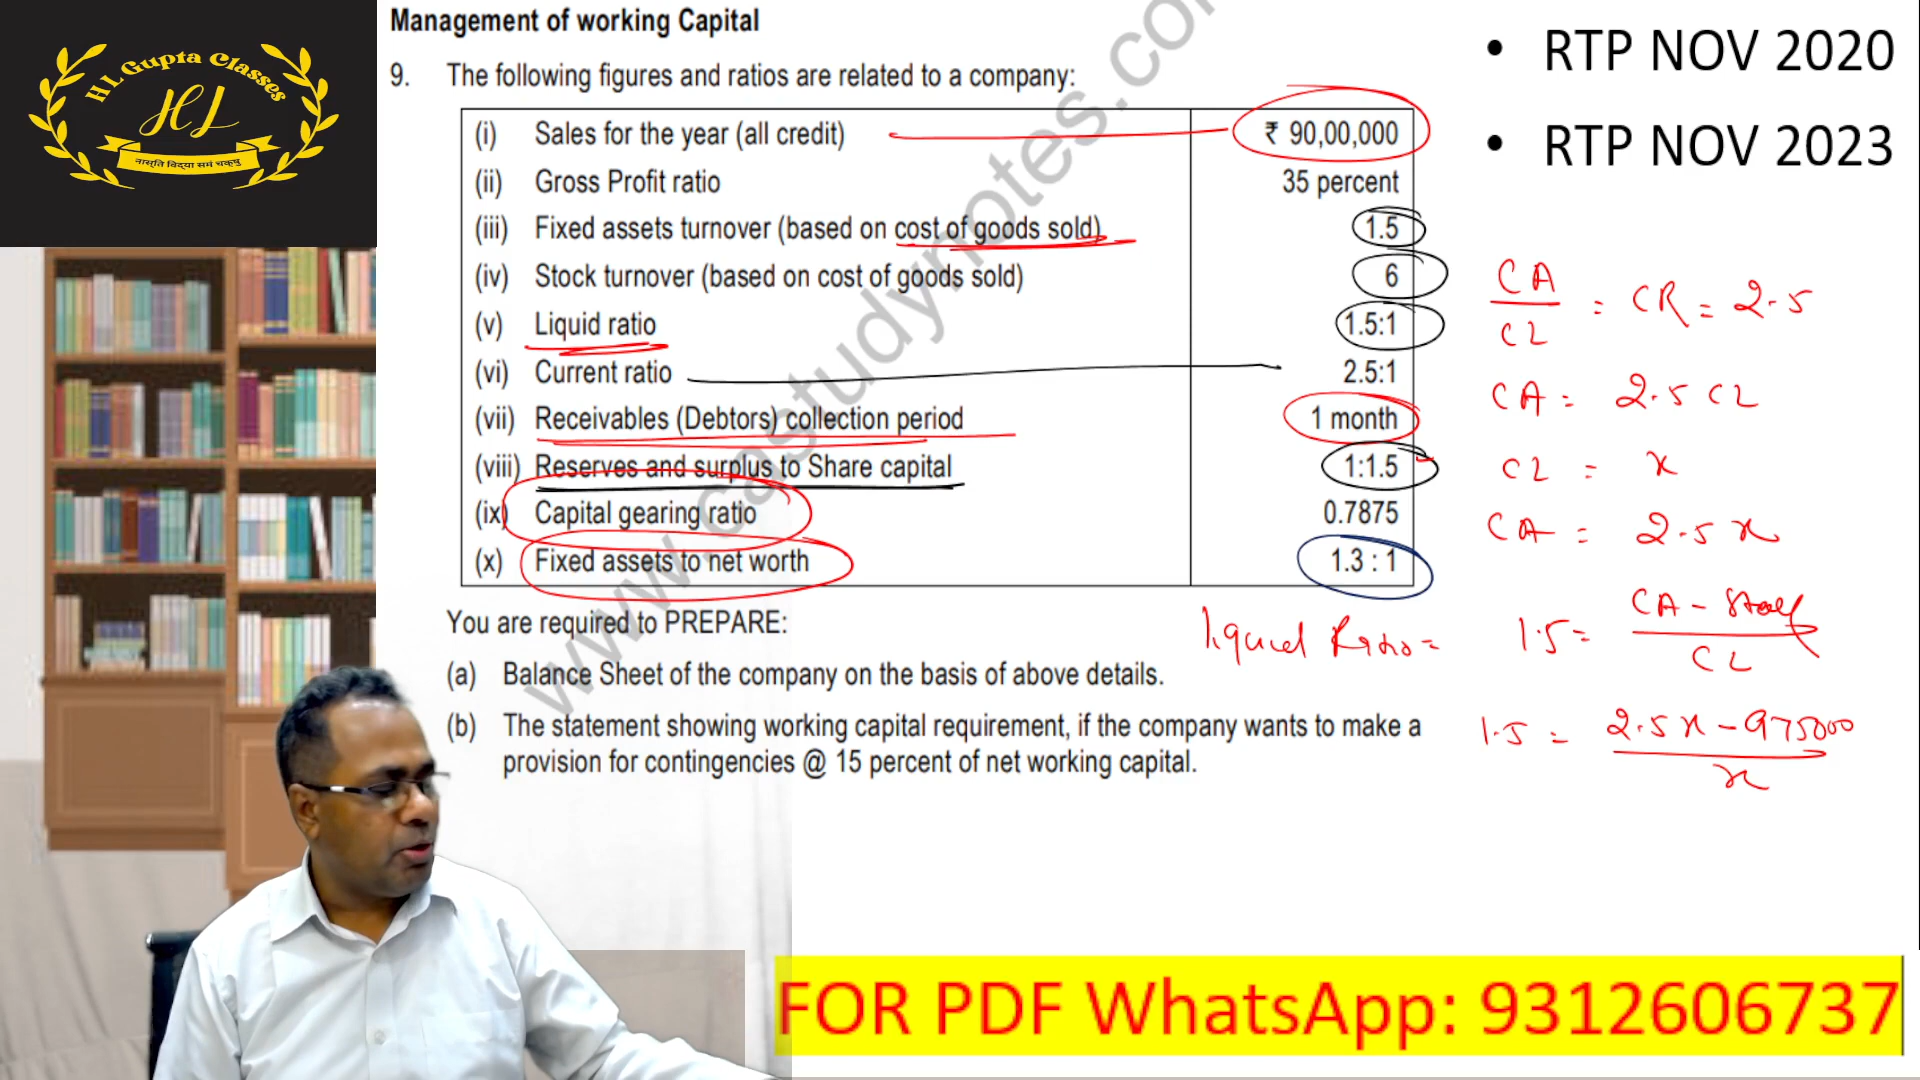 HL Gupta Classes
HL
नास्ति विद्या समं चक्षु
Management of working Capital
9. The following figures and ratios are related to a company:
(i) Sales for the year (all credit) ₹ 90,00,000
(ii) Gross Profit ratio 35 percent
(iii) Fixed assets turnover (based on cost of goods sold) 1.5
(iv) Stock turnover (based on cost of goods sold) 6
(v) Liquid ratio 1.5:1
(vi) Current ratio 2.5:1
(vii) Receivables (Debtors) collection period 1 month
(viii) Reserves and surplus to Share capital 1:1.5
(ix) Capital gearing ratio 0.7875
(x) Fixed assets to net worth 1.3 : 1
You are required to PREPARE:
(a) Balance Sheet of the company on the basis of above details.
(b) The statement showing working capital requirement, if the company wants to make a
provision for contingencies @ 15 percent of net working capital.
www.castudynotes.com
• RTP NOV 2020
• RTP NOV 2023
CA/CL = CR = 2.5
CA = 2.5 CL
CL = x
CA = 2.5 x
liquid Ratio = 1.5 = CA - Stock / CL
1.5 = 2.5x - 975000 / x
FOR PDF WhatsApp: 9312606737